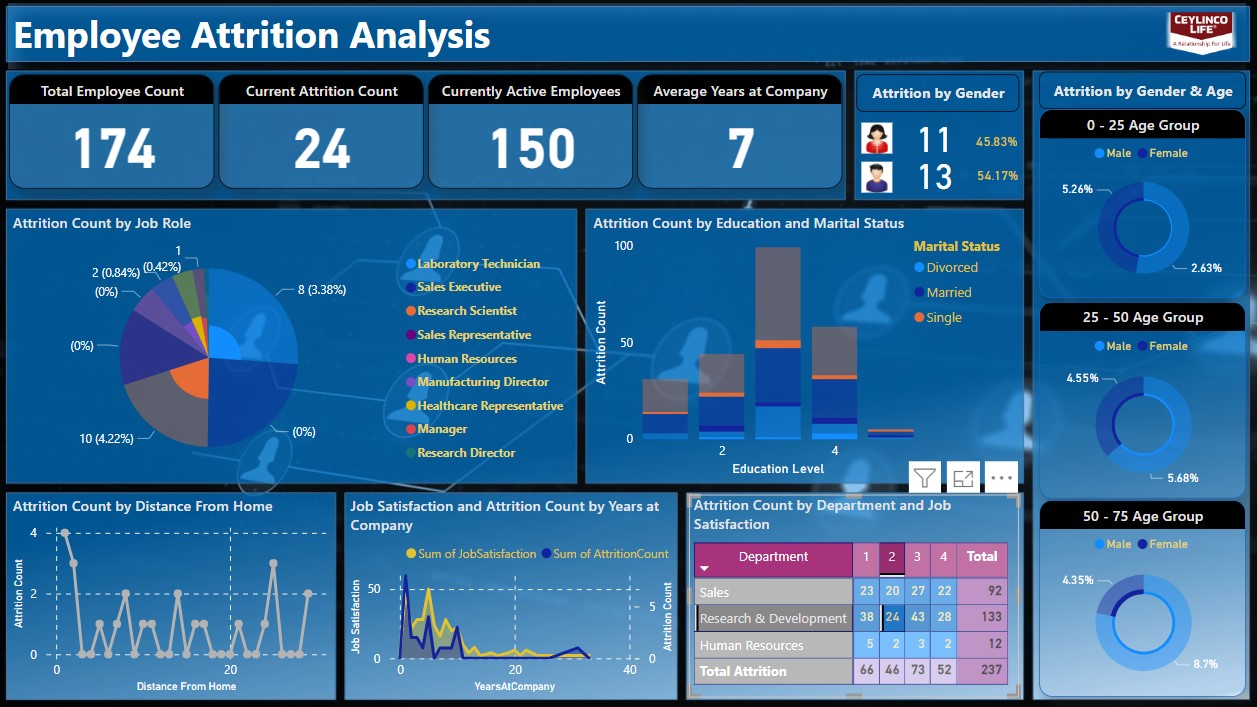 Employee Attrition Analysis
CEYLINCO
LIFE
A Relationship For Life
Total Employee Count
174
Current Attrition Count
24
Currently Active Employees
150
Average Years at Company
7
Attrition by Gender
11 45.83%
13 54.17%
Attrition by Gender & Age
0 - 25 Age Group
Male Female
5.26%
2.63%
25 - 50 Age Group
Male Female
4.55%
5.68%
50 - 75 Age Group
Male Female
4.35%
8.7%
Attrition Count by Job Role
1
(0.42%)
2 (0.84%)
(0%)
(0%)
10 (4.22%)
8 (3.38%)
(0%)
Laboratory Technician
Sales Executive
Research Scientist
Sales Representative
Human Resources
Manufacturing Director
Healthcare Representative
Manager
Research Director
Attrition Count by Education and Marital Status
Attrition Count
100
50
0
2 4
Education Level
Marital Status
Divorced
Married
Single
Attrition Count by Distance From Home
Attrition Count
4
2
0
0 20
Distance From Home
Job Satisfaction and Attrition Count by Years at
Company
Sum of JobSatisfaction Sum of AttritionCount
Job Satisfaction
50
0
5
0
Attrition Count
0 20 40
YearsAtCompany
Attrition Count by Department and Job
Satisfaction
Department 1 2 3 4 Total
Sales 23 20 27 22 92
Research & Development 38 24 43 28 133
Human Resources 5 2 3 2 12
Total Attrition 66 46 73 52 237